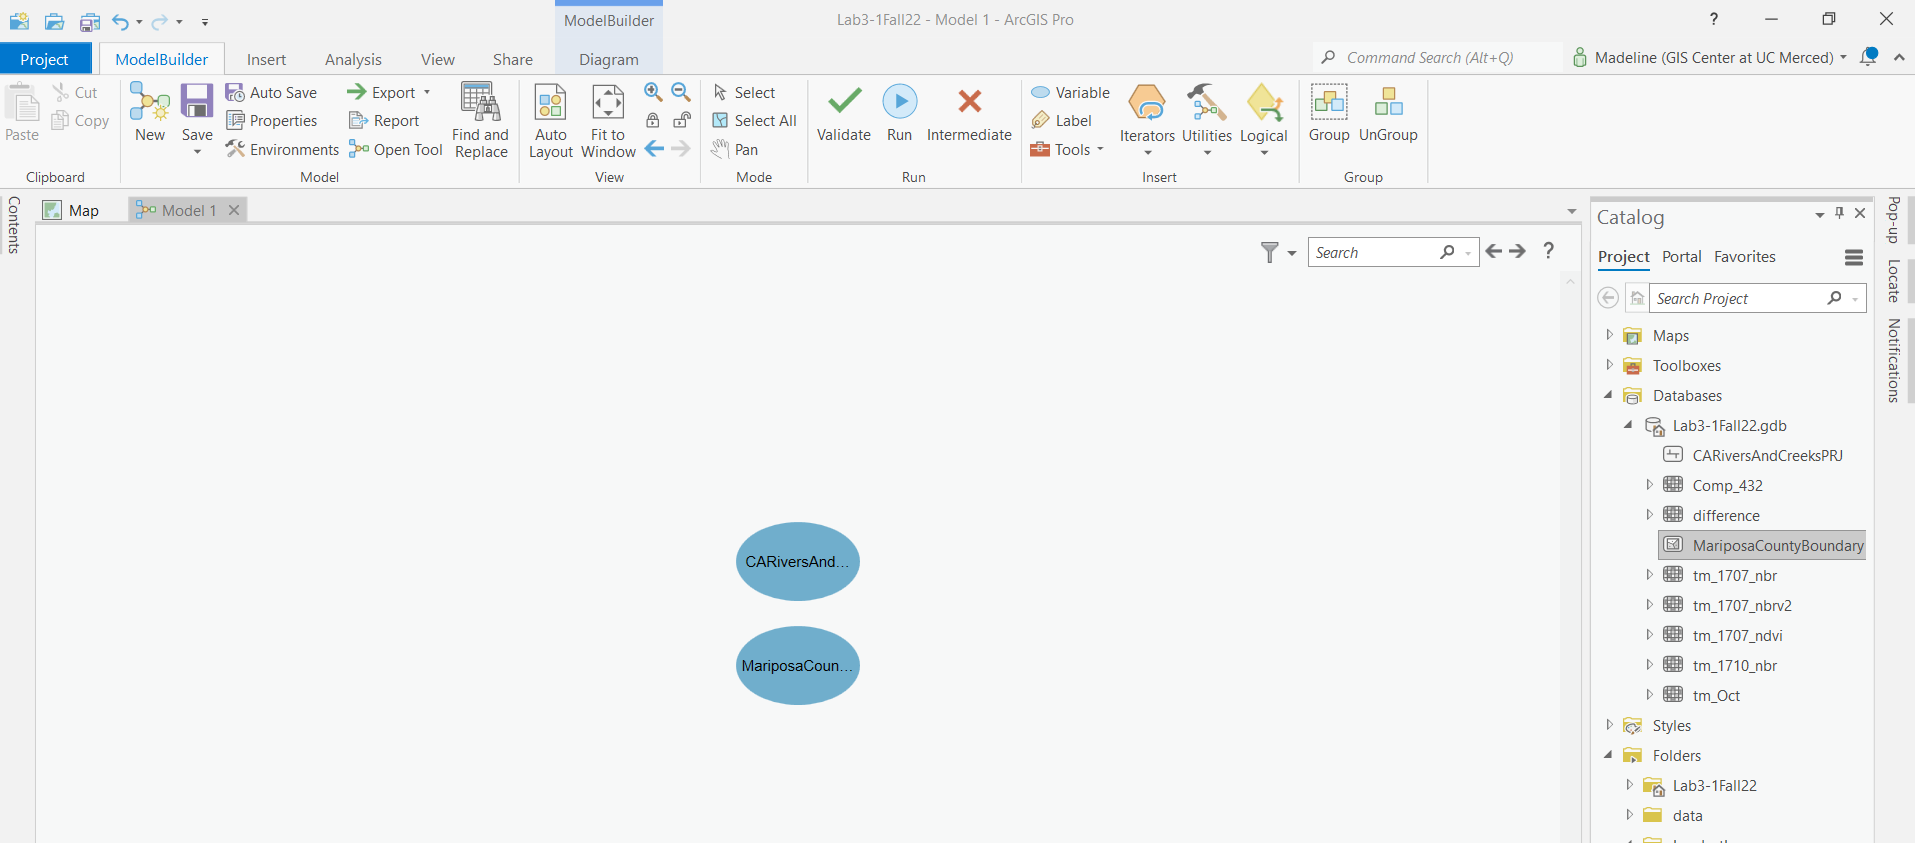 ModelBuilder
Lab3-1Fall22 - Model 1 - ArcGIS Pro
?
Project
ModelBuilder
Insert
Analysis
View
Share
Diagram
Command Search (Alt+Q)
Madeline (GIS Center at UC Merced)
Paste
Cut
Copy
Clipboard
New
Save
Auto Save
Properties
Environments
Export
Report
Open Tool
Find and
Replace
Model
Auto
Layout
Fit to
Window
View
Select
Select All
Pan
Mode
Validate
Run
Intermediate
Run
Variable
Label
Tools
Iterators
Utilities
Logical
Insert
Group
UnGroup
Group
Contents
Map
Model 1
Search
?
CARiversAnd...
MariposaCoun...
Catalog
Project
Portal
Favorites
Search Project
Maps
Toolboxes
Databases
Lab3-1Fall22.gdb
CARiversAndCreeksPRJ
Comp_432
difference
MariposaCountyBoundary
tm_1707_nbr
tm_1707_nbrv2
tm_1707_ndvi
tm_1710_nbr
tm_Oct
Styles
Folders
Lab3-1Fall22
data
Pop-up
Locate
Notifications